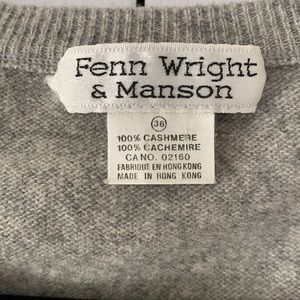 Fenn Wright
& Manson
36
100% CASHMERE
100% CACHEMIRE
CA NO. 02160
FABRIQUE EN HONG KONG
MADE IN HONG KONG